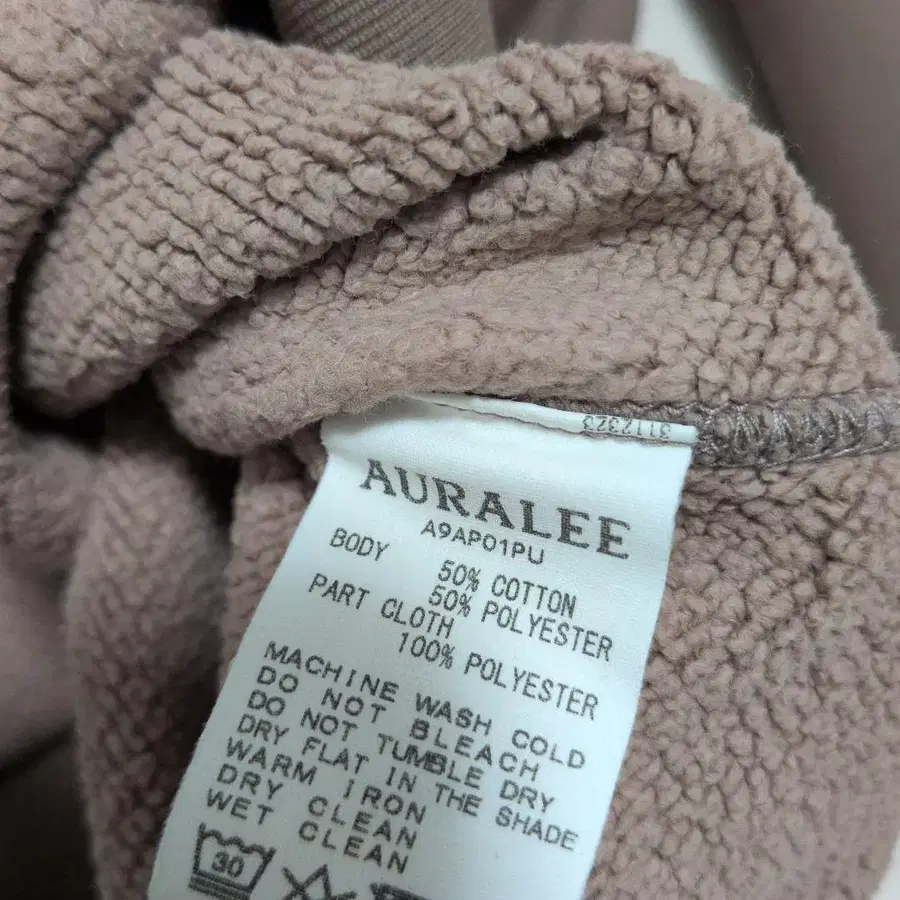 3112323
AURALEE
A9AP01PU
BODY
50% COTTON
50% POLYESTER
PART CLOTH
100% POLYESTER
MACHINE WASH COLD
DO NOT BLEACH
DO NOT TUMBLE DRY
DRY FLAT IN THE SHADE
WARM IRON
DRY CLEAN
WET CLEAN
30